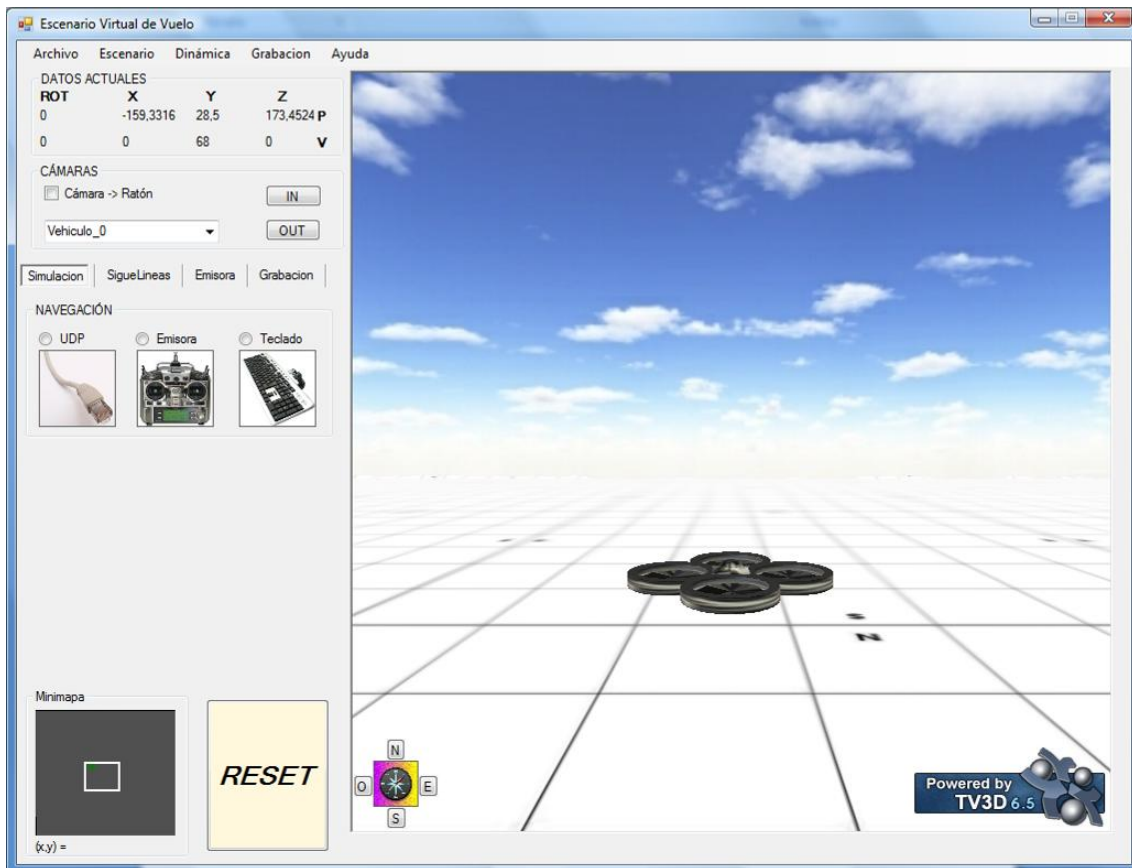 Escenario Virtual de Vuelo
Archivo Escenario Dinámica Grabacion Ayuda
DATOS ACTUALES
ROT X Y Z
0 -159,3316 28,5 173,4524 P
0 0 68 0 V
CÁMARAS
Cámara -> Ratón IN
Vehiculo_0 OUT
Simulacion SigueLineas Emisora Grabacion
NAVEGACIÓN
UDP Emisora Teclado
S
N
Minimapa
RESET
(x,y) =
N
O E
S
Powered by
TV3D 6.5